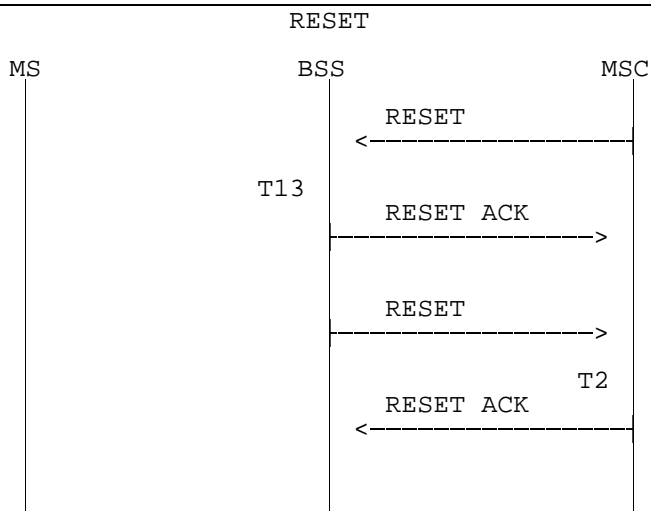 RESET
MS BSS MSC
RESET
T13
RESET ACK
RESET
T2
RESET ACK